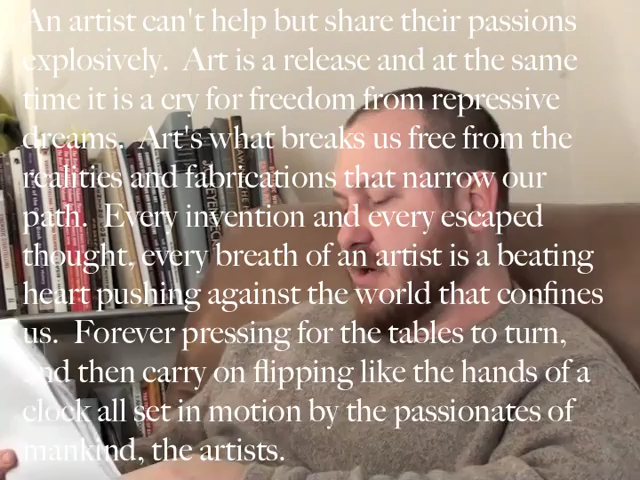 An artist can't help but share their passions
explosively. Art is a release and at the same
time it is a cry for freedom from repressive
dreams. Art's what breaks us free from the
realities and fabrications that narrow our
path. Every invention and every escaped
thought, every breath of an artist is a beating
heart pushing against the world that confines
us. Forever pressing for the tables to turn,
and then carry on flipping like the hands of a
clock all set in motion by the passionates of
mankind, the artists.